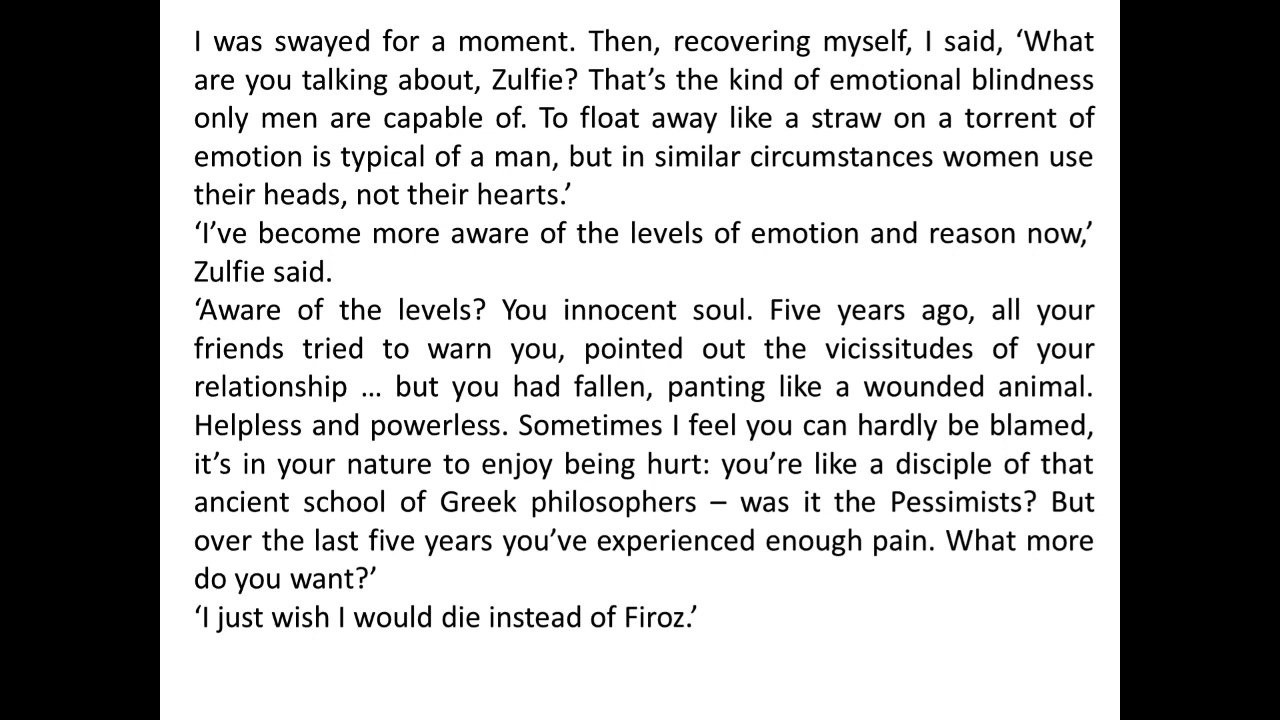 I was swayed for a moment. Then, recovering myself, I said, ‘What
are you talking about, Zulfie? That’s the kind of emotional blindness
only men are capable of. To float away like a straw on a torrent of
emotion is typical of a man, but in similar circumstances women use
their heads, not their hearts.’
‘I’ve become more aware of the levels of emotion and reason now,’
Zulfie said.
‘Aware of the levels? You innocent soul. Five years ago, all your
friends tried to warn you, pointed out the vicissitudes of your
relationship … but you had fallen, panting like a wounded animal.
Helpless and powerless. Sometimes I feel you can hardly be blamed,
it’s in your nature to enjoy being hurt: you’re like a disciple of that
ancient school of Greek philosophers – was it the Pessimists? But
over the last five years you’ve experienced enough pain. What more
do you want?’
‘I just wish I would die instead of Firoz.’